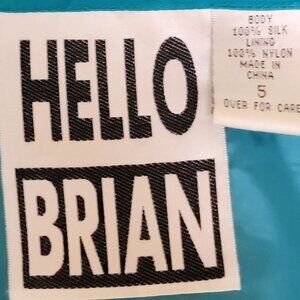 HELLO
BRIAN
BODY
100% SILK
LINING
100% NYLON
MADE IN
CHINA
5
OVER FOR CARE